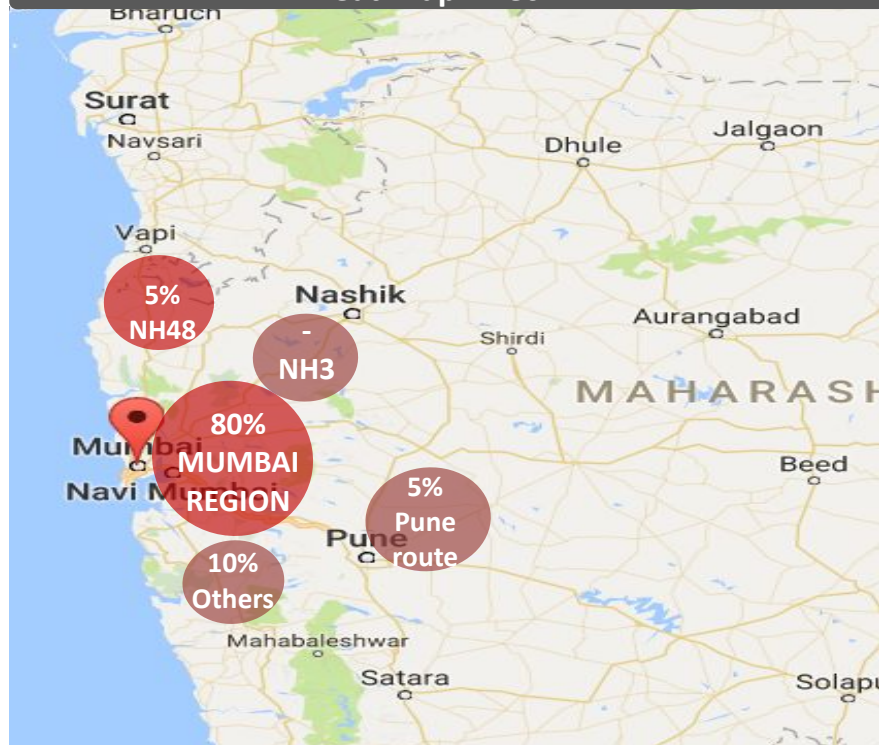 Bharuch
Surat
Navsari
Dhule
Jalgaon
Vapi
5%
NH48
Nashik
-
NH3
Aurangabad
Shirdi
MAHARASH
80%
MUMBAI
REGION
Mumbai
Navi Mumbai
Beed
5%
Pune
route
Pune
10%
Others
Mahabaleshwar
Satara
Solapu